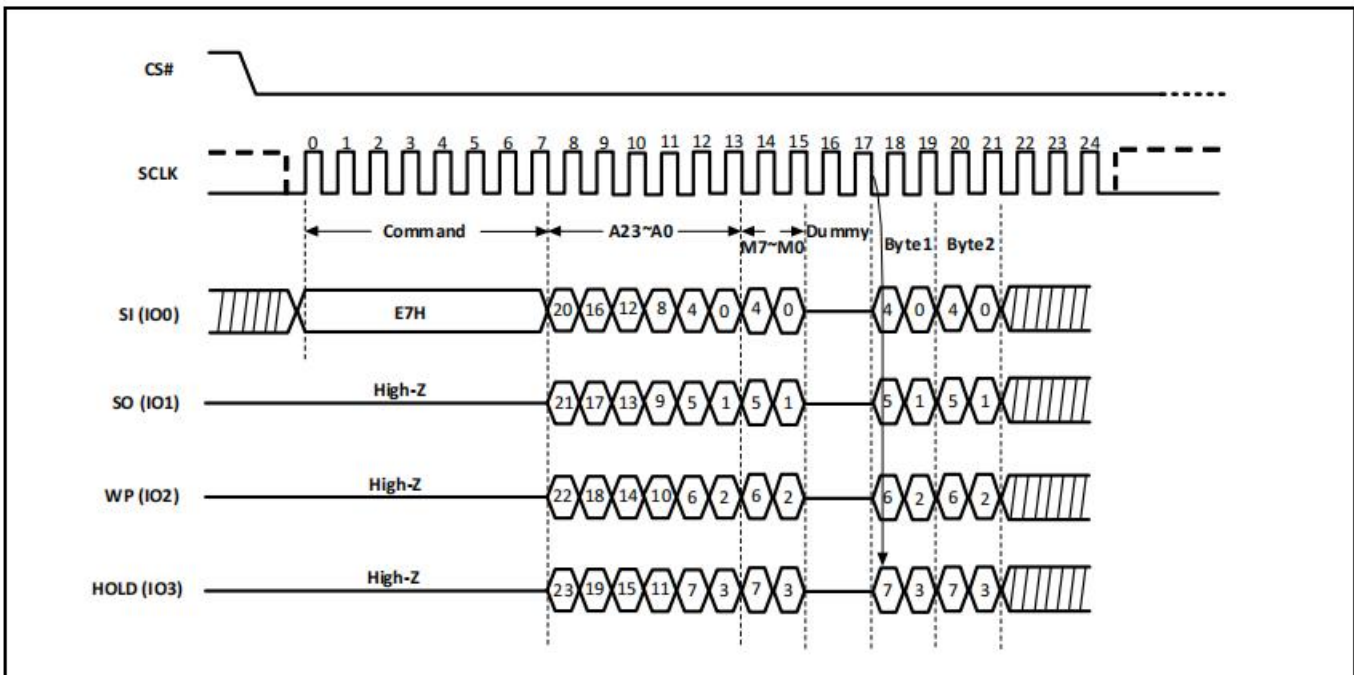 CS#
0 1 2 3 4 5 6 7 8 9 10 11 12 13 14 15 16 17 18 19 20 21 22 23 24
SCLK
Command A23~A0 M7~M0 Dummy Byte1 Byte2
SI (IO0) E7H 20 16 12 8 4 0 4 0 4 0 4 0
SO (IO1) High-Z 21 17 13 9 5 1 5 1 5 1 5 1
WP (IO2) High-Z 22 18 14 10 6 2 6 2 6 2 6 2
HOLD (IO3) High-Z 23 19 15 11 7 3 7 3 7 3 7 3